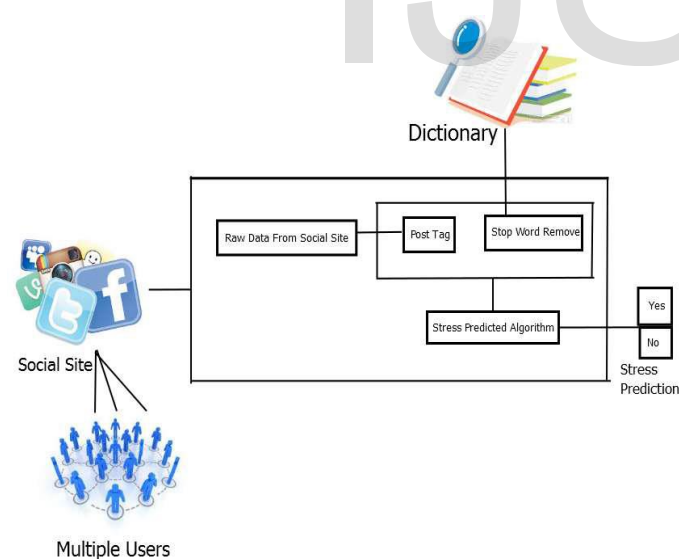 IJS
Dictionary
Raw Data From Social Site
Post Tag
Stop Word Remove
Stress Predicted Algorithm
Yes
No
Stress
Prediction
Social Site
Multiple Users